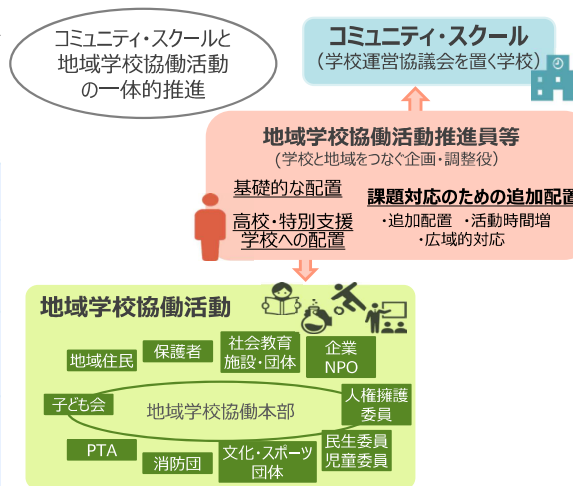 コミュニティ・スクールと
地域学校協働活動
の一体的推進
コミュニティ・スクール
（学校運営協議会を置く学校）
地域学校協働活動推進員等
（学校と地域をつなぐ企画・調整役）
基礎的な配置
高校・特別支援
学校への配置
課題対応のための追加配置
・追加配置 ・活動時間増
・広域的対応
地域学校協働活動
地域住民
保護者
社会教育
施設・団体
企業
NPO
子ども会
地域学校協働本部
人権擁護
委員
PTA
消防団
文化・スポーツ
団体
民生委員
児童委員